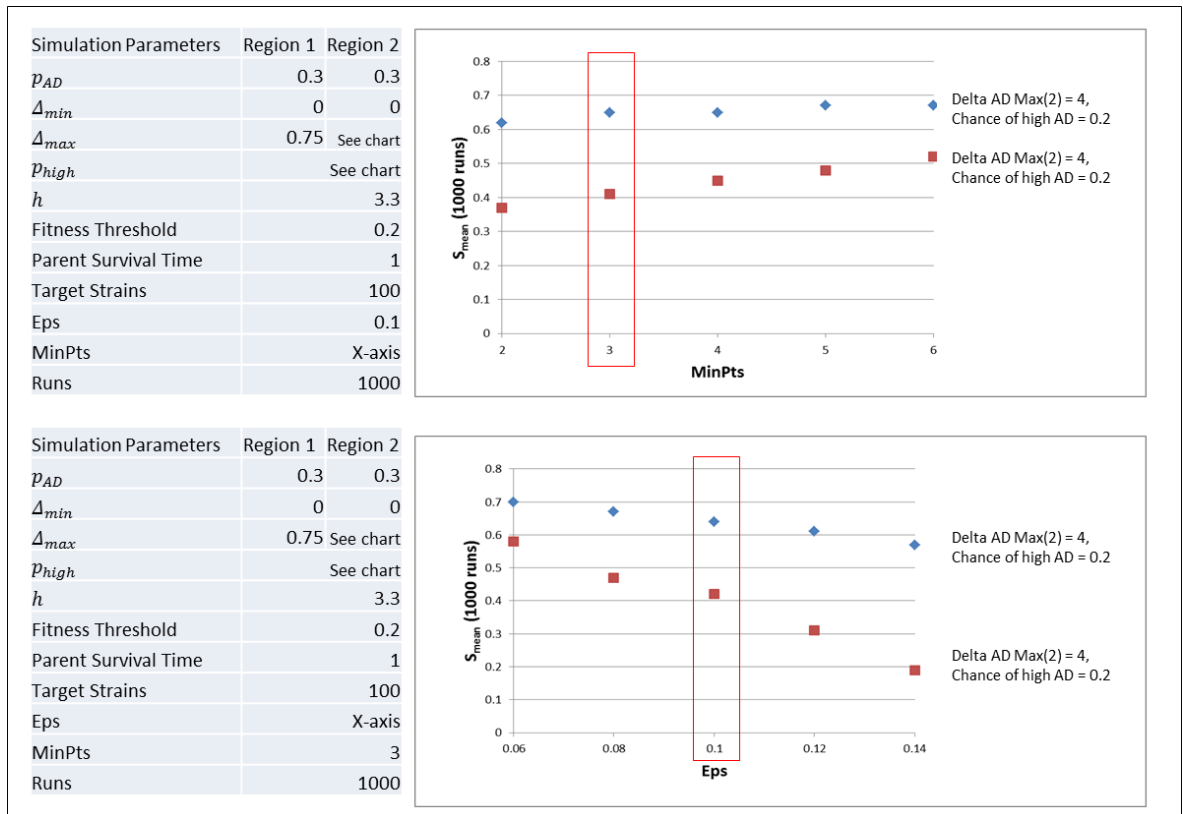 Simulation Parameters Region 1 Region 2
p_AD 0.3 0.3
Δ_min 0 0
Δ_max 0.75 See chart
p_high See chart
h 3.3
Fitness Threshold 0.2
Parent Survival Time 1
Target Strains 100
Eps 0.1
MinPts X-axis
Runs 1000
S_mean (1000 runs)
0.8
0.7
0.6
0.5
0.4
0.3
0.2
0.1
0
2 3 4 5 6
MinPts
Delta AD Max(2) = 4,
Chance of high AD = 0.2
Delta AD Max(2) = 4,
Chance of high AD = 0.2
Simulation Parameters Region 1 Region 2
p_AD 0.3 0.3
Δ_min 0 0
Δ_max 0.75 See chart
p_high See chart
h 3.3
Fitness Threshold 0.2
Parent Survival Time 1
Target Strains 100
Eps X-axis
MinPts 3
Runs 1000
S_mean (1000 runs)
0.8
0.7
0.6
0.5
0.4
0.3
0.2
0.1
0
0.06 0.08 0.1 0.12 0.14
Eps
Delta AD Max(2) = 4,
Chance of high AD = 0.2
Delta AD Max(2) = 4,
Chance of high AD = 0.2